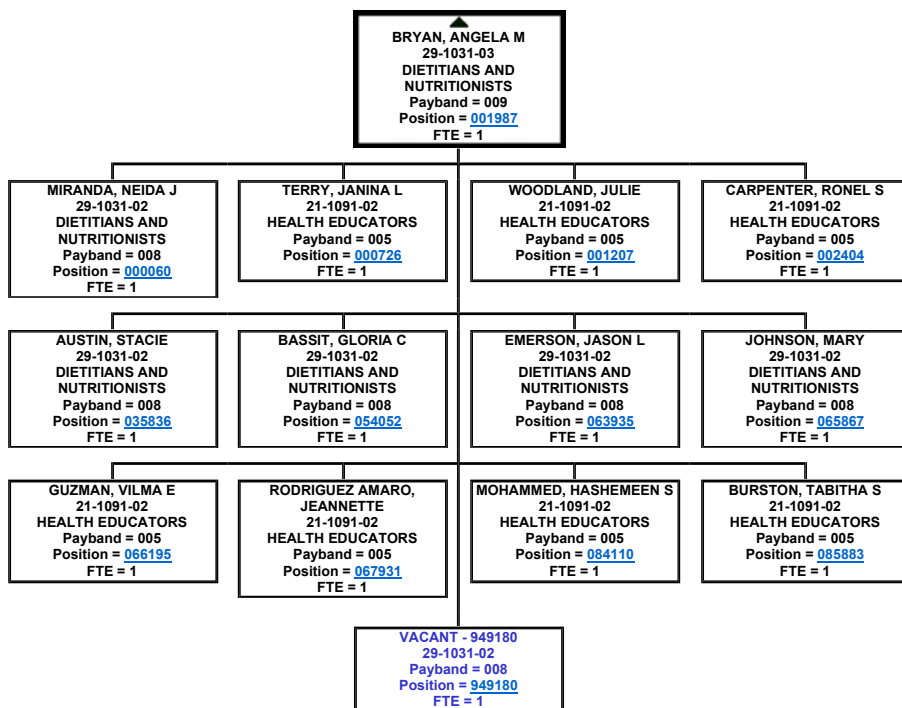 BRYAN, ANGELA M
29-1031-03
DIETITIANS AND
NUTRITIONISTS
Payband = 009
Position = 001987
FTE = 1
MIRANDA, NEIDA J
29-1031-02
DIETITIANS AND
NUTRITIONISTS
Payband = 008
Position = 000060
FTE = 1
TERRY, JANINA L
21-1091-02
HEALTH EDUCATORS
Payband = 005
Position = 000726
FTE = 1
WOODLAND, JULIE
21-1091-02
HEALTH EDUCATORS
Payband = 005
Position = 001207
FTE = 1
CARPENTER, RONEL S
21-1091-02
HEALTH EDUCATORS
Payband = 005
Position = 002404
FTE = 1
AUSTIN, STACIE
29-1031-02
DIETITIANS AND
NUTRITIONISTS
Payband = 008
Position = 035836
FTE = 1
BASSIT, GLORIA C
29-1031-02
DIETITIANS AND
NUTRITIONISTS
Payband = 008
Position = 054052
FTE = 1
EMERSON, JASON L
29-1031-02
DIETITIANS AND
NUTRITIONISTS
Payband = 008
Position = 063935
FTE = 1
JOHNSON, MARY
29-1031-02
DIETITIANS AND
NUTRITIONISTS
Payband = 008
Position = 065867
FTE = 1
GUZMAN, VILMA E
21-1091-02
HEALTH EDUCATORS
Payband = 005
Position = 066195
FTE = 1
RODRIGUEZ AMARO,
JEANNETTE
21-1091-02
HEALTH EDUCATORS
Payband = 005
Position = 067931
FTE = 1
MOHAMMED, HASHEMEEN S
21-1091-02
HEALTH EDUCATORS
Payband = 005
Position = 084110
FTE = 1
BURSTON, TABITHA S
21-1091-02
HEALTH EDUCATORS
Payband = 005
Position = 085883
FTE = 1
VACANT - 949180
29-1031-02
Payband = 008
Position = 949180
FTE = 1